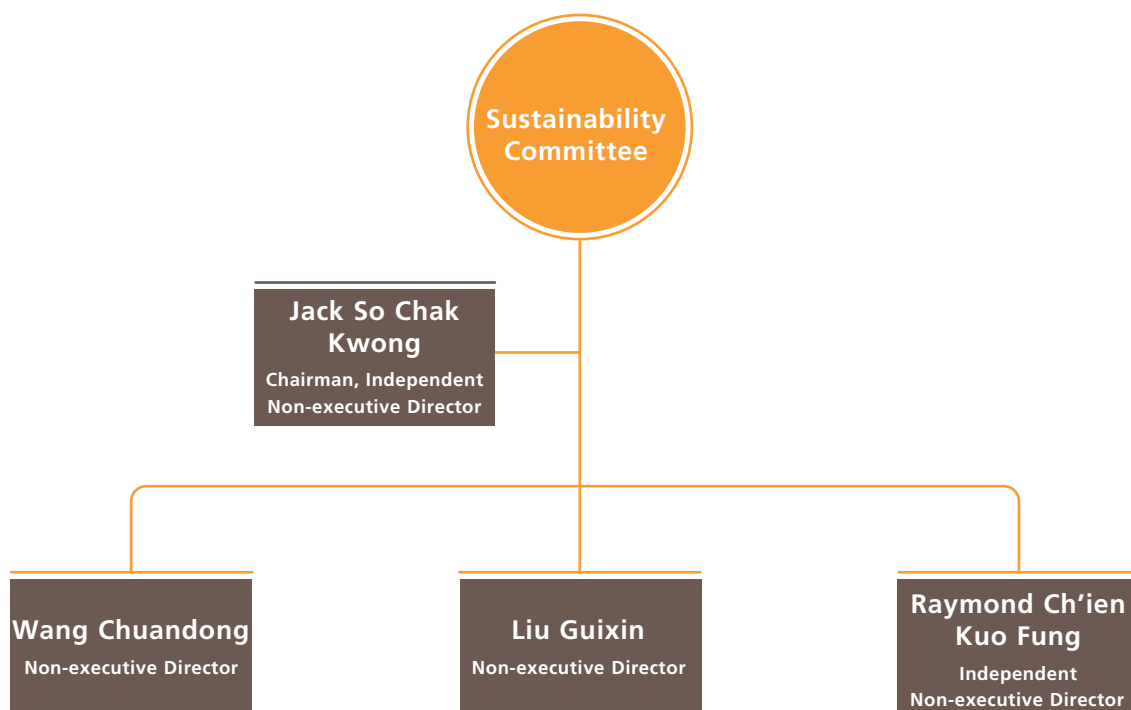 Sustainability
Committee
Jack So Chak
Kwong
Chairman, Independent
Non-executive Director
Wang Chuandong
Non-executive Director
Liu Guixin
Non-executive Director
Raymond Ch’ien
Kuo Fung
Independent
Non-executive Director